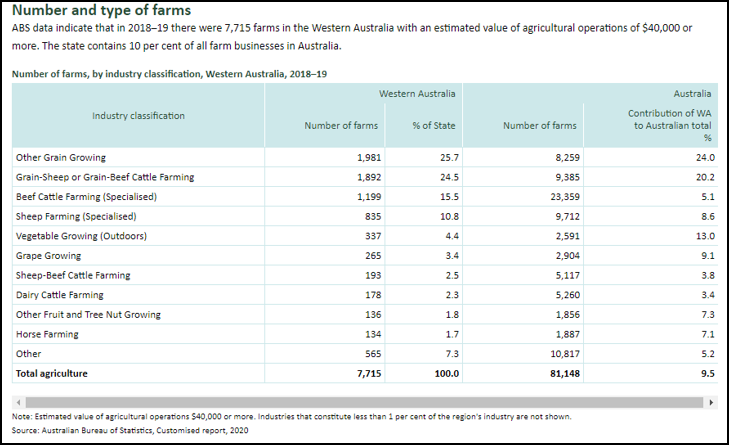 Number and type of farms
ABS data indicate that in 2018–19 there were 7,715 farms in the Western Australia with an estimated value of agricultural operations of $40,000 or
more. The state contains 10 per cent of all farm businesses in Australia.
Number of farms, by industry classification, Western Australia, 2018–19
Western Australia Australia
Industry classification Number of farms % of State Number of farms Contribution of WA to Australian total %
Other Grain Growing 1,981 25.7 8,259 24.0
Grain-Sheep or Grain-Beef Cattle Farming 1,892 24.5 9,385 20.2
Beef Cattle Farming (Specialised) 1,199 15.5 23,359 5.1
Sheep Farming (Specialised) 835 10.8 9,712 8.6
Vegetable Growing (Outdoors) 337 4.4 2,591 13.0
Grape Growing 265 3.4 2,904 9.1
Sheep-Beef Cattle Farming 193 2.5 5,117 3.8
Dairy Cattle Farming 178 2.3 5,260 3.4
Other Fruit and Tree Nut Growing 136 1.8 1,856 7.3
Horse Farming 134 1.7 1,887 7.1
Other 565 7.3 10,817 5.2
Total agriculture 7,715 100.0 81,148 9.5
Note: Estimated value of agricultural operations $40,000 or more. Industries that constitute less than 1 per cent of the region's industry are not shown.
Source: Australian Bureau of Statistics, Customised report, 2020